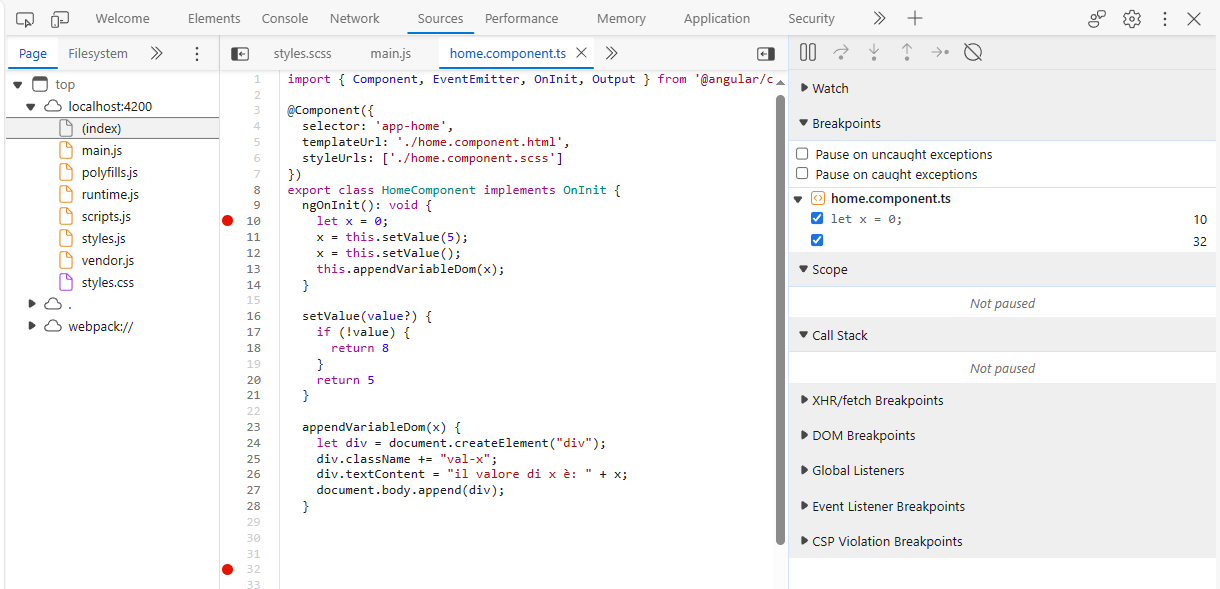 Welcome Elements Console Network Sources Performance Memory Application Security
Page Filesystem styles.scss main.js home.component.ts
top
localhost:4200
(index)
main.js
polyfills.js
runtime.js
scripts.js
styles.js
vendor.js
styles.css
.
webpack://
1 import { Component, EventEmitter, OnInit, Output } from '@angular/c
2
3 @Component({
4 selector: 'app-home',
5 templateUrl: './home.component.html',
6 styleUrls: ['./home.component.scss']
7 })
8 export class HomeComponent implements OnInit {
9 ngOnInit(): void {
10 let x = 0;
11 x = this.setValue(5);
12 x = this.setValue();
13 this.appendVariableDom(x);
14 }
15
16 setValue(value?) {
17 if (!value) {
18 return 8
19 }
20 return 5
21 }
22
23 appendVariableDom(x) {
24 let div = document.createElement("div");
25 div.className += "val-x";
26 div.textContent = "il valore di x è: " + x;
27 document.body.append(div);
28 }
29
30
31
32
33
Watch
Breakpoints
Pause on uncaught exceptions
Pause on caught exceptions
home.component.ts
let x = 0; 10
32
Scope
Not paused
Call Stack
Not paused
XHR/fetch Breakpoints
DOM Breakpoints
Global Listeners
Event Listener Breakpoints
CSP Violation Breakpoints